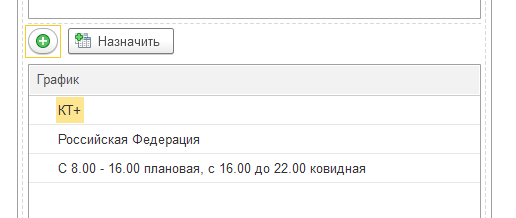 Назначить
График
КТ+
Российская Федерация
С 8.00 - 16.00 плановая, с 16.00 до 22.00 ковидная